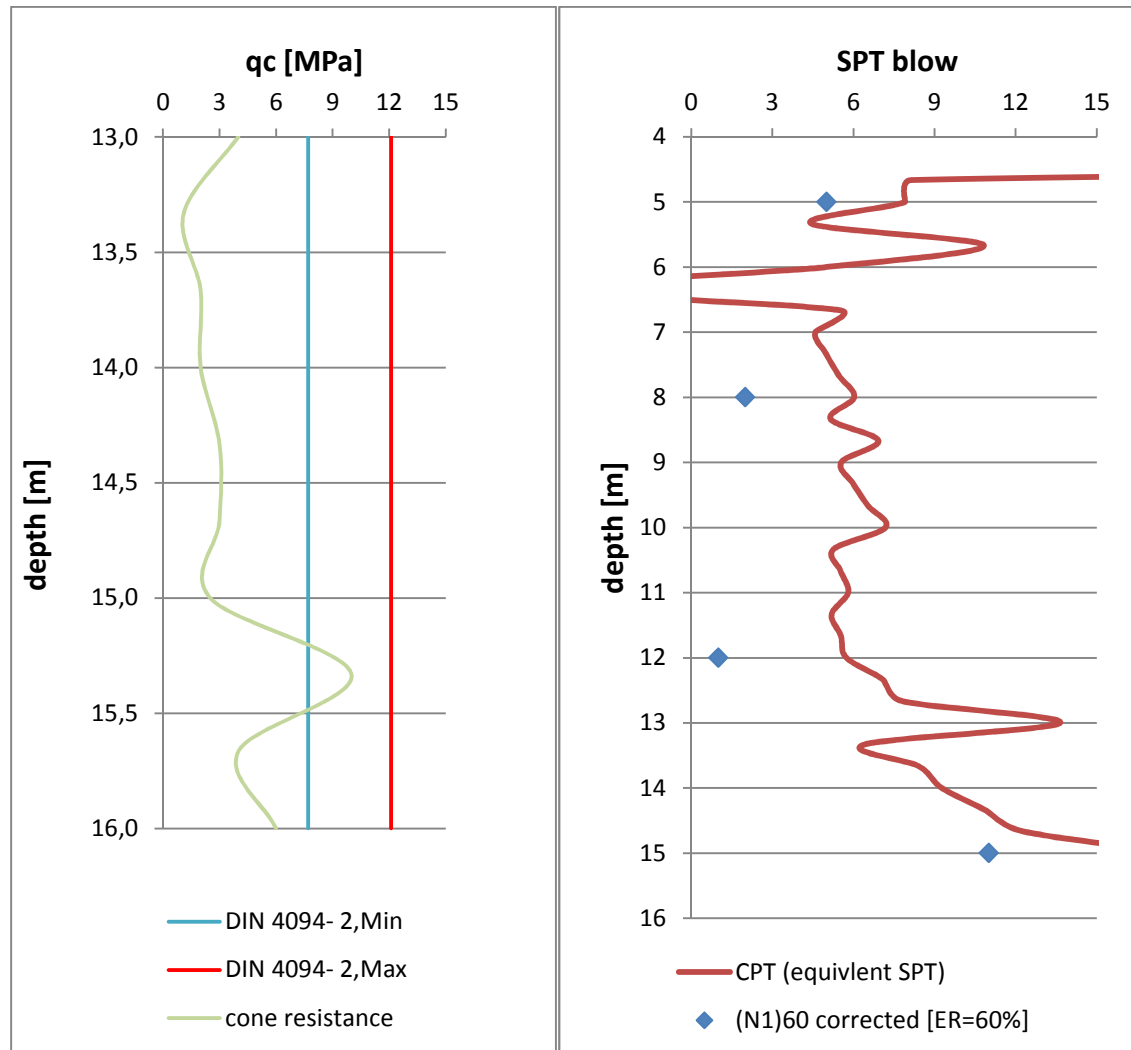 qc [MPa]
0 3 6 9 12 15
13,0
13,5
14,0
14,5
15,0
15,5
16,0
depth [m]
DIN 4094- 2,Min
DIN 4094- 2,Max
cone resistance
SPT blow
0 3 6 9 12 15
4
5
6
7
8
9
10
11
12
13
14
15
16
depth [m]
CPT (equivlent SPT)
(N1)60 corrected [ER=60%]